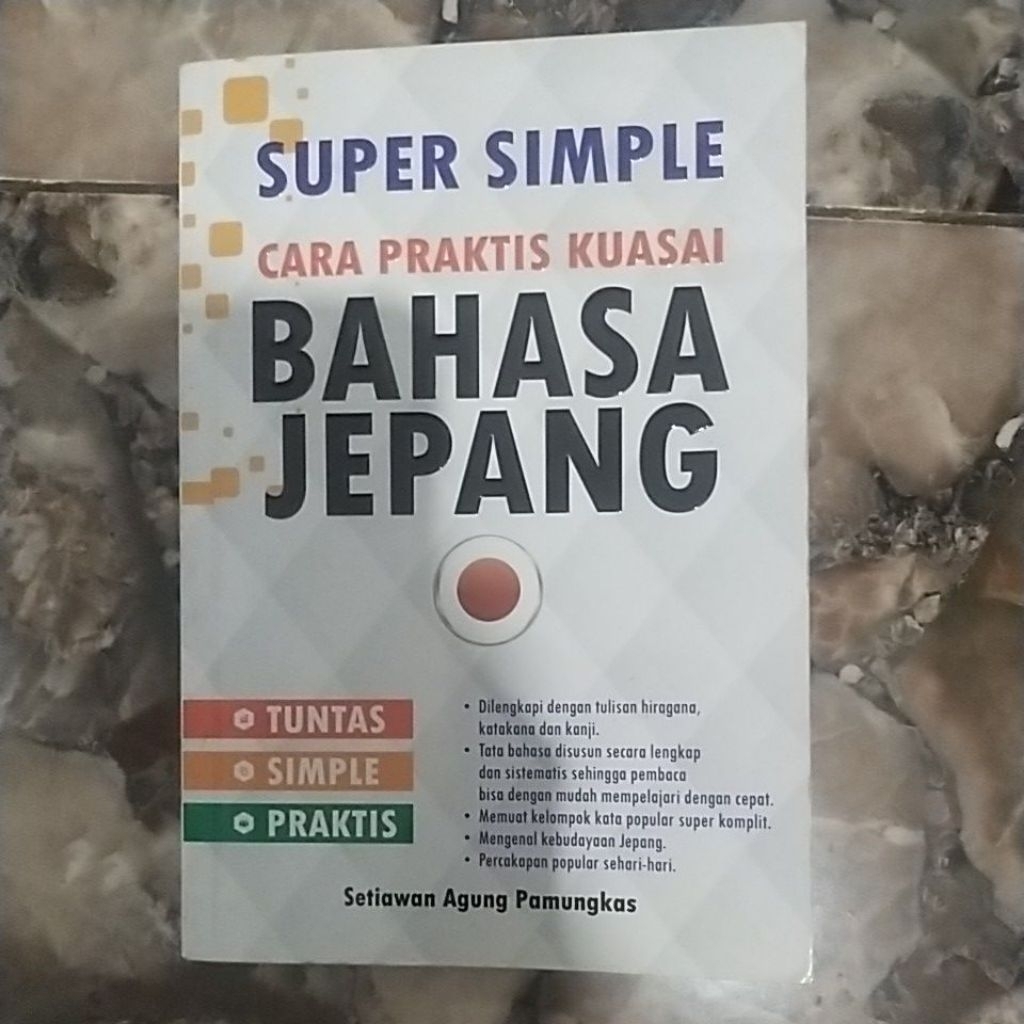 SUPER SIMPLE
CARA PRAKTIS KUASAI
BAHASA
JEPANG
TUNTAS
SIMPLE
PRAKTIS
• Dilengkapi dengan tulisan hiragana,
katakana dan kanji.
• Tata bahasa disusun secara lengkap
dan sistematis sehingga pembaca
bisa dengan mudah mempelajari dengan cepat.
• Memuat kelompok kata popular super komplit.
• Mengenal kebudayaan Jepang.
• Percakapan popular sehari-hari.
Setiawan Agung Pamungkas